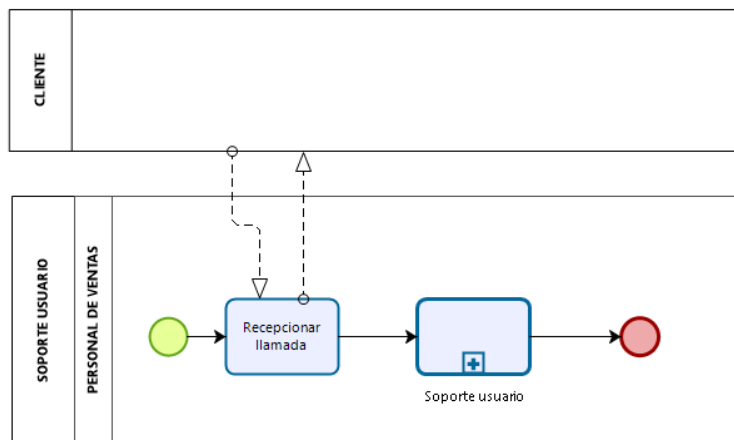 CLIENTE
SOPORTE USUARIO
PERSONAL DE VENTAS
Recepcionar
llamada
Soporte usuario